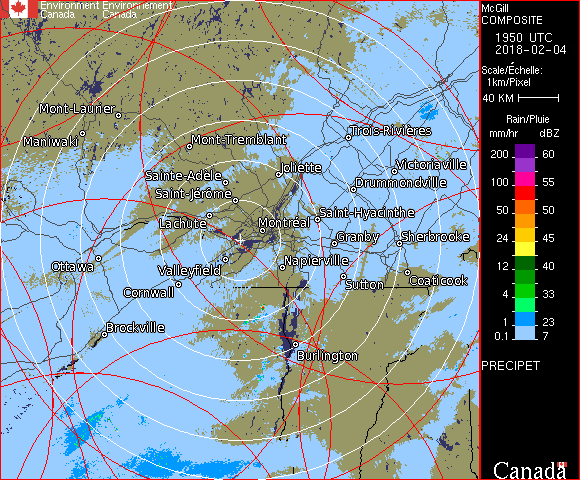 Environment Environnement
Canada Canada
McGill
COMPOSITE
1950 UTC
2018-02-04
Scale/Échelle:
1km/Pixel
40 KM
Rain/Pluie
mm/hr dBZ
200 60
100 55
50 50
24 45
12 40
4 33
1 23
0.1 7
PRECIPET
Canada
Mont-Laurier
Maniwaki
Mont-Tremblant
Trois-Rivières
Joliette
Victoriaville
Sainte-Adèle
Drummondville
Saint-Jérôme
Saint-Hyacinthe
Lachute
Montréal
Granby
Sherbrooke
Ottawa
Valleyfield
Napierville
Sutton
Coaticook
Cornwall
Brockville
Burlington